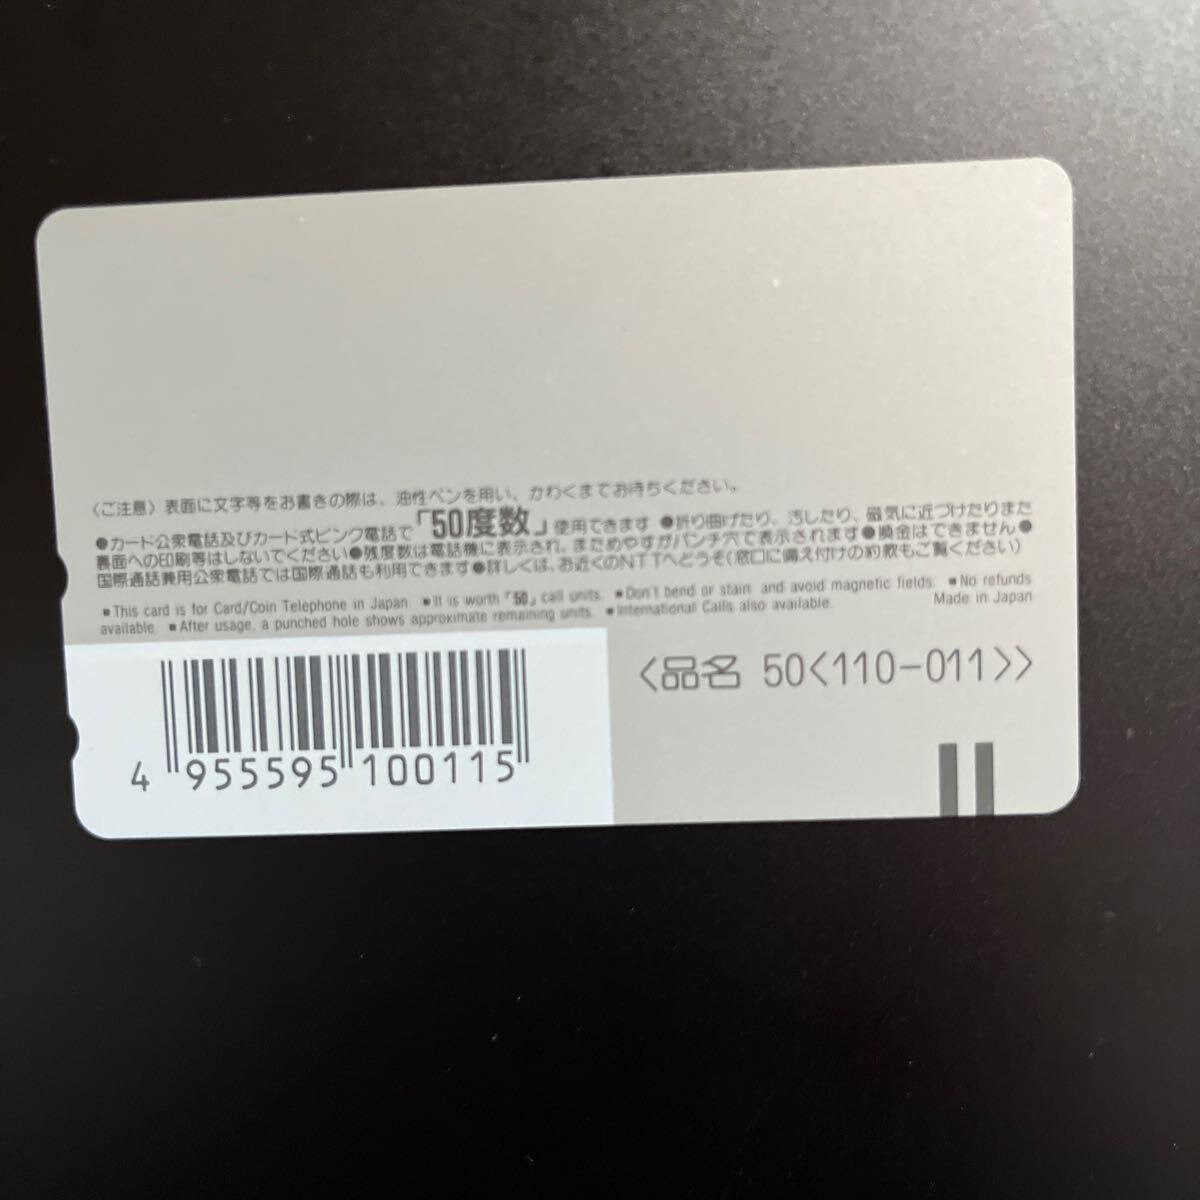 〈ご注意〉表面に文字等をお書きの際は、油性ペンを用い、かわくまでお待ちください。
●カード公衆電話及びカード式ピンク電話で「50度数」使用できます ●折り曲げたり、汚したり、磁気に近づけたりまた
裏面への印刷等はしないでください●残度数は電話機に表示され、まためやすがパンチ穴で表示されます●換金はできません●
国際通話兼用公衆電話では国際通話も利用できます●詳しくは、お近くのNTTへどうぞ(窓口に備え付けの約款もご覧ください)
■This card is for Card/Coin Telephone in Japan. ■It is worth「50」call units. ■Don't bend or stain and avoid magnetic fields. ■No refunds
available. ■After usage, a punched hole shows approximate remaining units. ■International Calls also available. Made in Japan
<品名 50<110-011>>
4 955595 100115